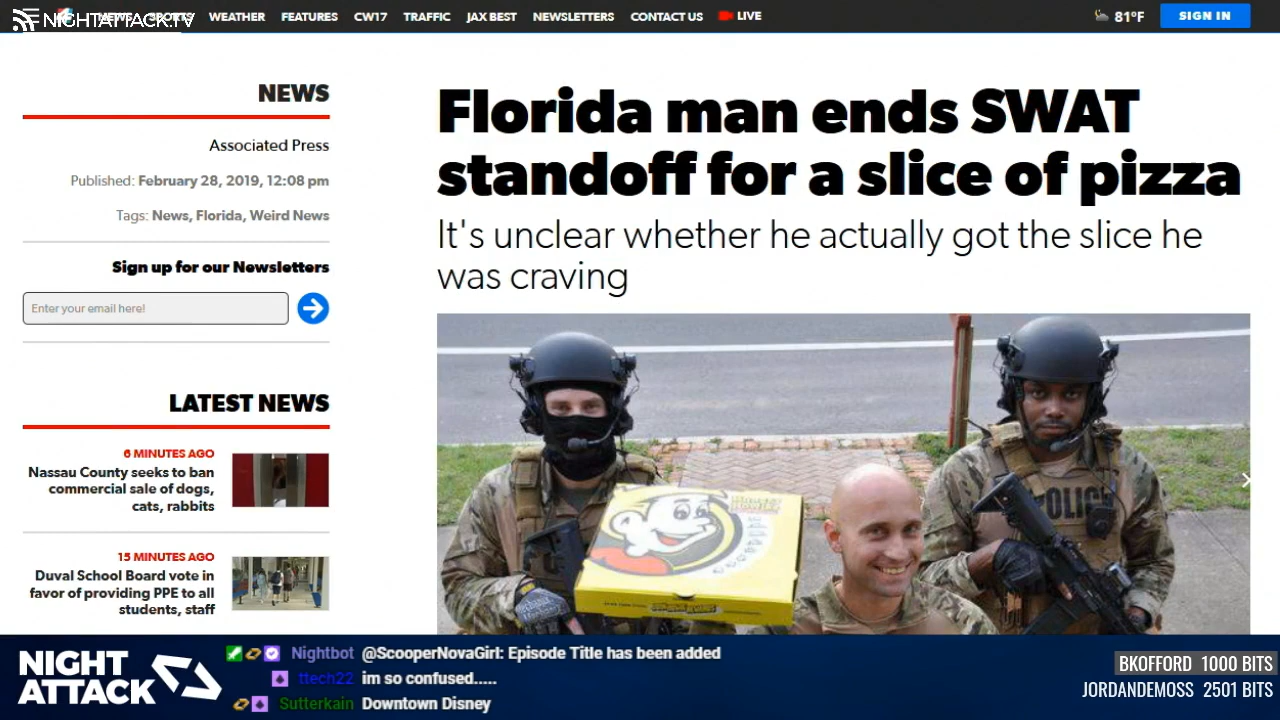 NIGHTATTACK.TV
NEWS SPORTS WEATHER FEATURES CW17 TRAFFIC JAX BEST NEWSLETTERS CONTACT US LIVE
81°F
SIGN IN
NEWS
Associated Press
Published: February 28, 2019, 12:08 pm
Tags: News, Florida, Weird News
Sign up for our Newsletters
Enter your email here!
LATEST NEWS
6 MINUTES AGO
Nassau County seeks to ban
commercial sale of dogs,
cats, rabbits
15 MINUTES AGO
Duval School Board vote in
favor of providing PPE to all
students, staff
Florida man ends SWAT
standoff for a slice of pizza
It's unclear whether he actually got the slice he
was craving
POLICE
NIGHT
ATTACK
Nightbot @ScooperNovaGirl: Episode Title has been added
ttech22 im so confused.....
Sutterkain Downtown Disney
BKOFFORD 1000 BITS
JORDANDEMOSS 2501 BITS